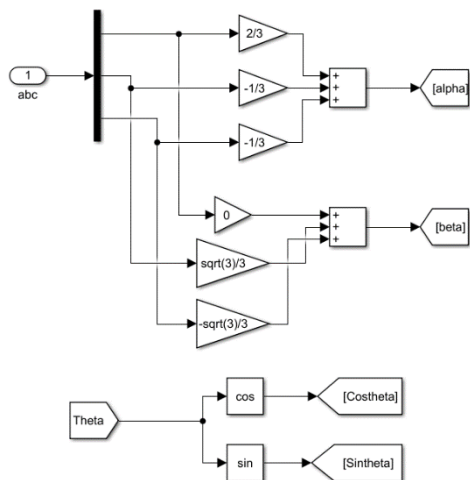 2/3
+
1
-1/3
+
[alpha]
abc
+
-1/3
0
+
+
[beta]
+
sqrt(3)/3
-sqrt(3)/3
cos
[Costheta]
Theta
sin
[Sintheta]